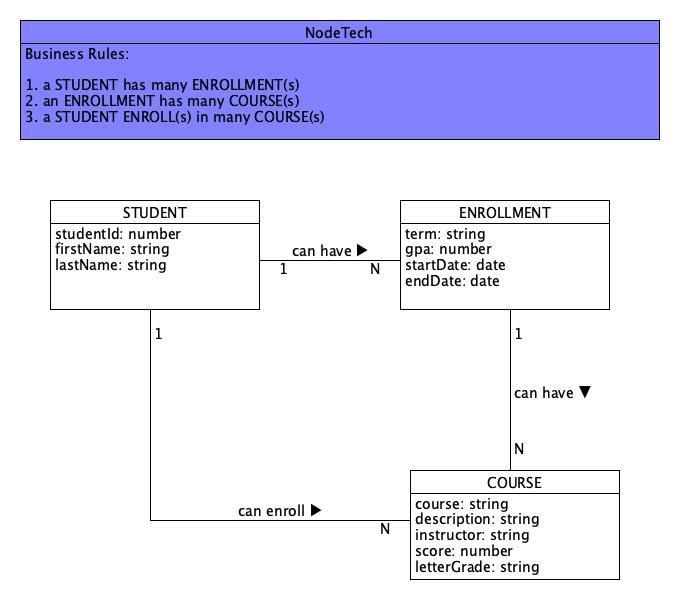 NodeTech
Business Rules:
1. a STUDENT has many ENROLLMENT(s)
2. an ENROLLMENT has many COURSE(s)
3. a STUDENT ENROLL(s) in many COURSE(s)
STUDENT
studentId: number
firstName: string
lastName: string
can have ▶
1
N
ENROLLMENT
term: string
gpa: number
startDate: date
endDate: date
1
1
can have ▼
N
can enroll ▶
N
COURSE
course: string
description: string
instructor: string
score: number
letterGrade: string